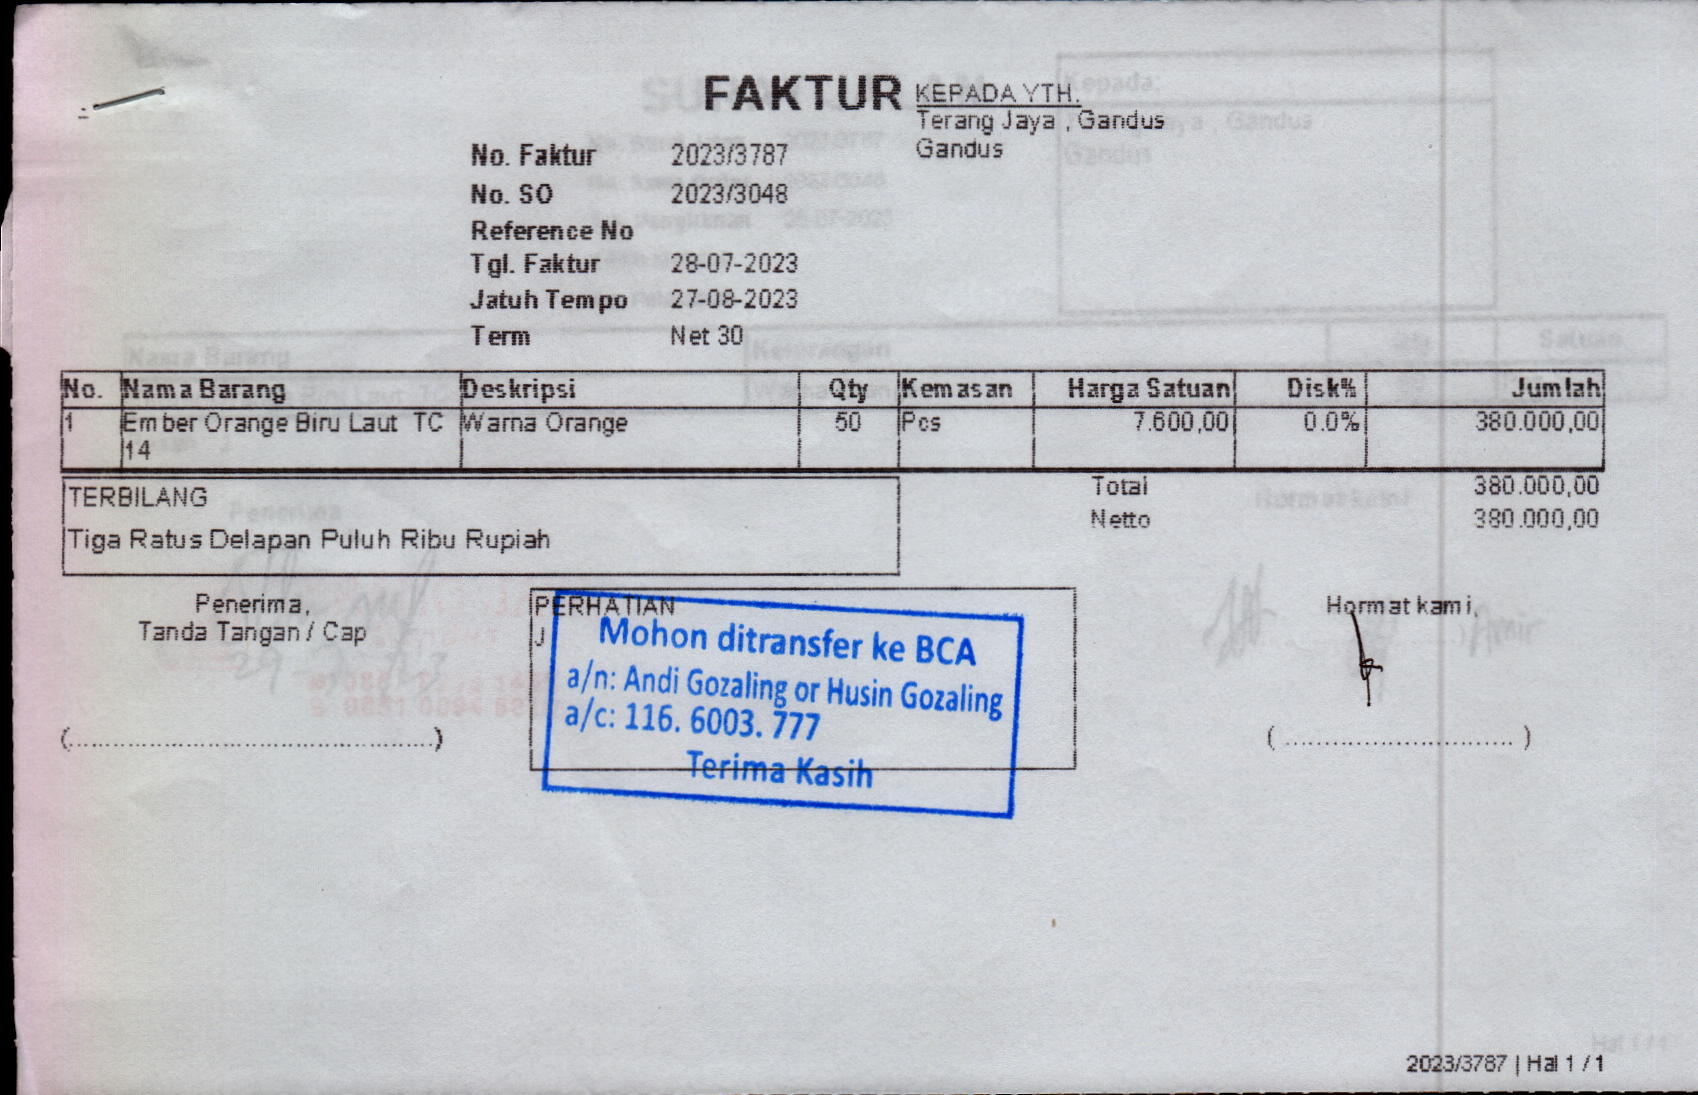 FAKTUR
KEPADA YTH.
Terang Jaya , Gandus
Gandus
No. Faktur 2023/3787
No. SO 2023/3048
Reference No
Tgl. Faktur 28-07-2023
Jatuh Tempo 27-08-2023
Term Net 30
No. Nama Barang Deskripsi Qty Kemasan Harga Satuan Disk% Jumlah
1 Ember Orange Biru Laut TC Warna Orange 50 Pcs 7.600,00 0.0% 380.000,00
14
Total 380.000,00
Netto 380.000,00
TERBILANG
Tiga Ratus Delapan Puluh Ribu Rupiah
Penerima,
Tanda Tangan / Cap
(............................................)
PERHATIAN
J
Mohon ditransfer ke BCA
a/n: Andi Gozaling or Husin Gozaling
a/c: 116. 6003. 777
Terima Kasih
Hormat kami,
( ............................ )
2023/3787 | Hal 1 / 1